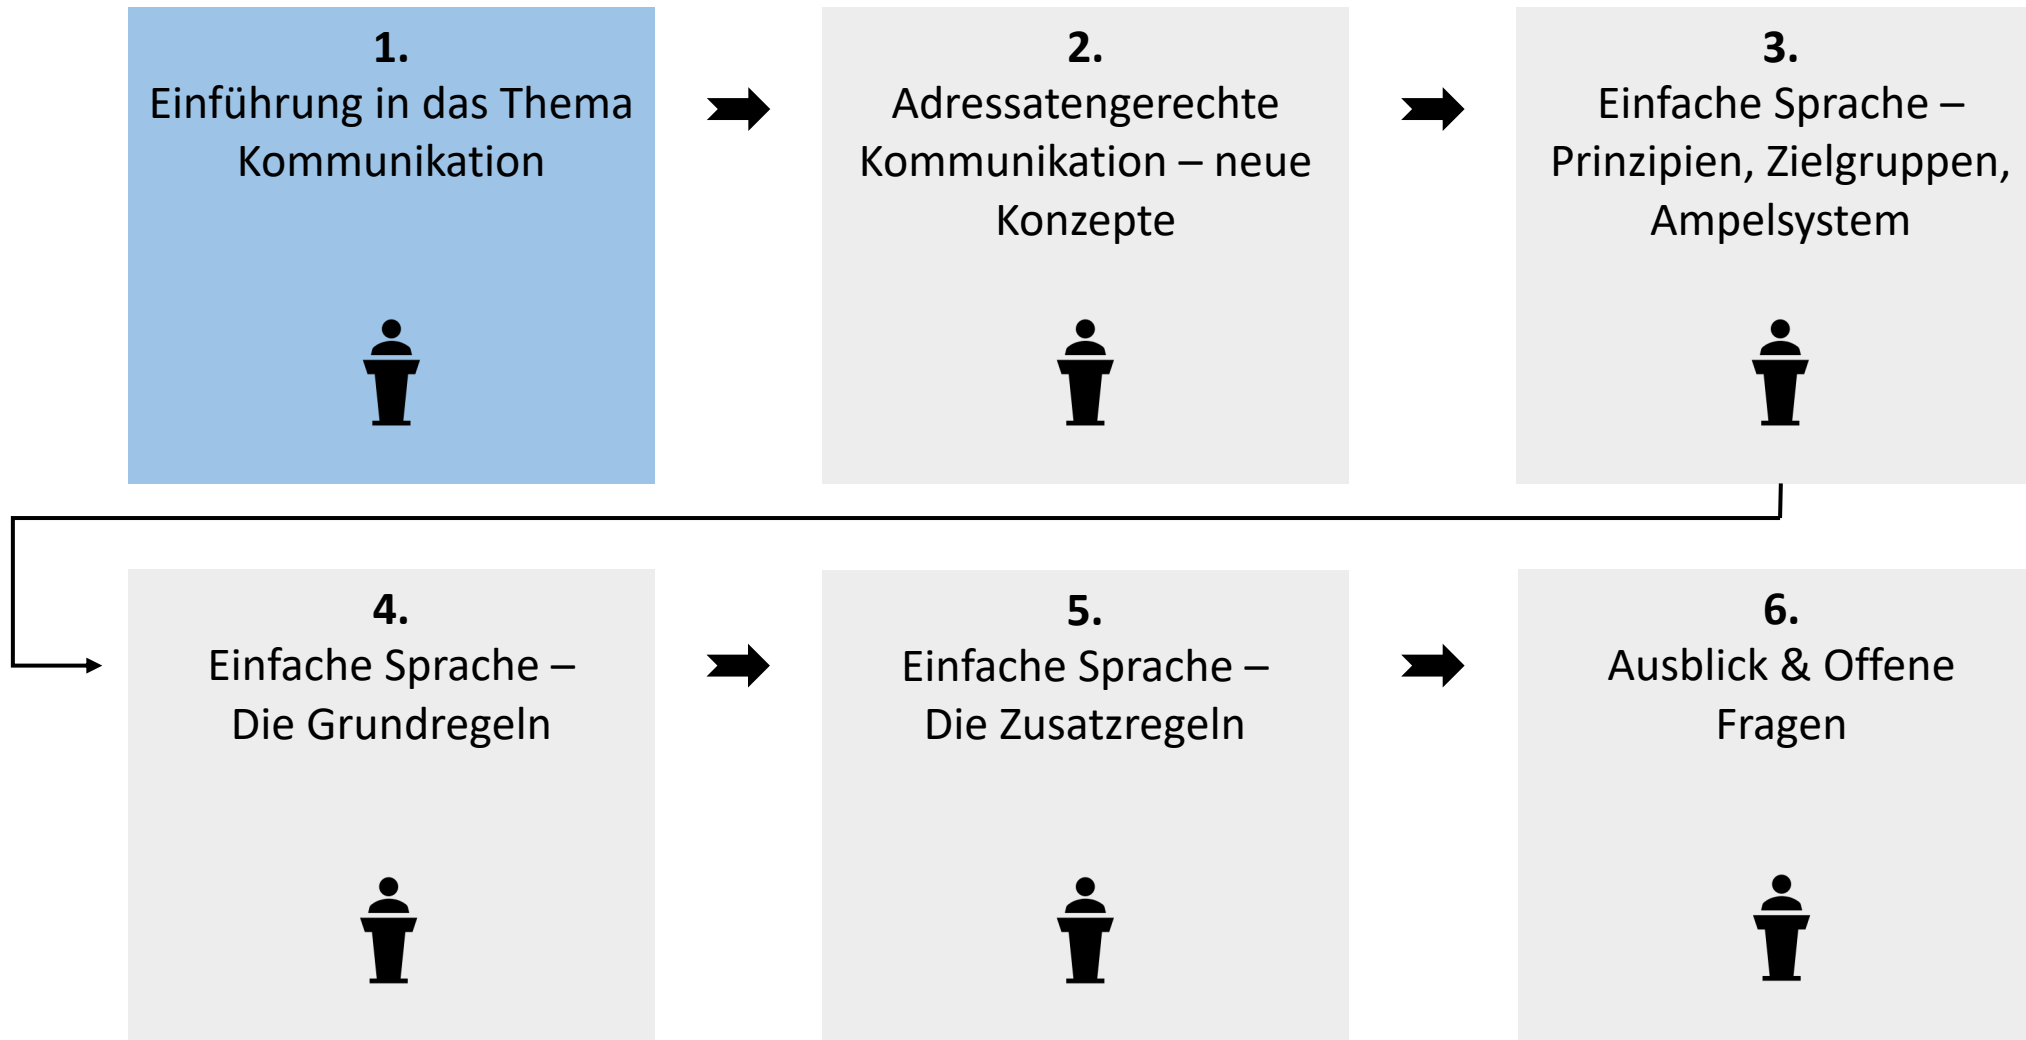 1.
Einführung in das Thema
Kommunikation
2.
Adressatengerechte
Kommunikation – neue
Konzepte
3.
Einfache Sprache –
Prinzipien, Zielgruppen,
Ampelsystem
4.
Einfache Sprache –
Die Grundregeln
5.
Einfache Sprache –
Die Zusatzregeln
6.
Ausblick & Offene
Fragen